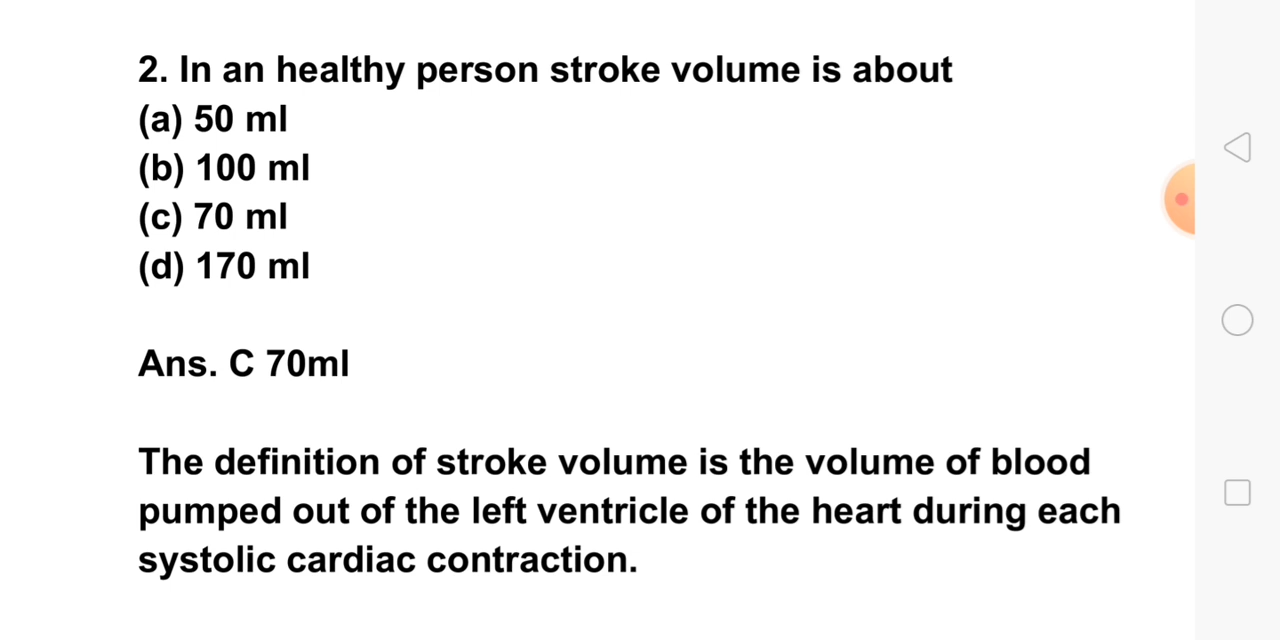 2. In an healthy person stroke volume is about
(a) 50 ml
(b) 100 ml
(c) 70 ml
(d) 170 ml
Ans. C 70ml
The definition of stroke volume is the volume of blood
pumped out of the left ventricle of the heart during each
systolic cardiac contraction.